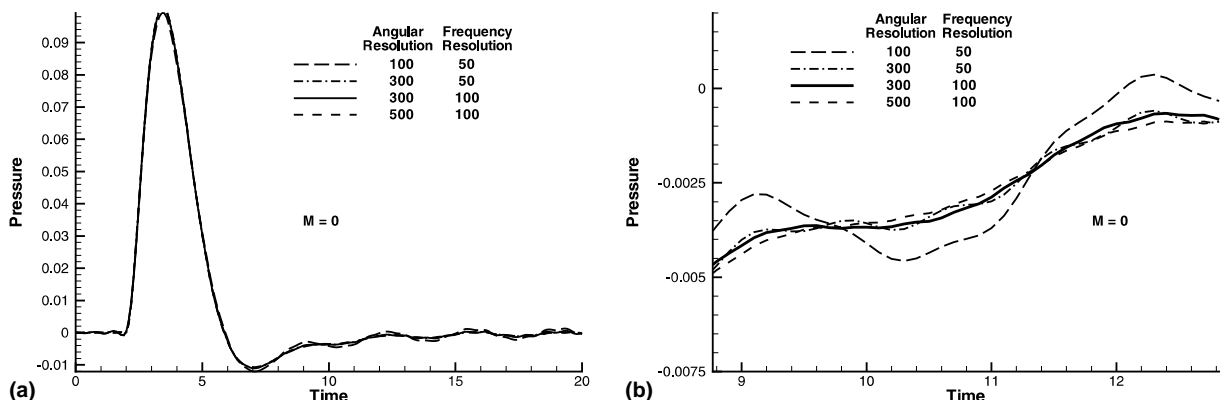 0.09
0.08
0.07
0.06
0.05
0.04
0.03
0.02
0.01
0
-0.01
Pressure
Angular Frequency
Resolution Resolution
100 50
300 50
300 100
500 100
M = 0
0 5 10 15 20
Time
(a)
0
-0.0025
-0.005
-0.0075
Pressure
Angular Frequency
Resolution Resolution
100 50
300 50
300 100
500 100
M = 0
9 10 11 12
Time
(b)